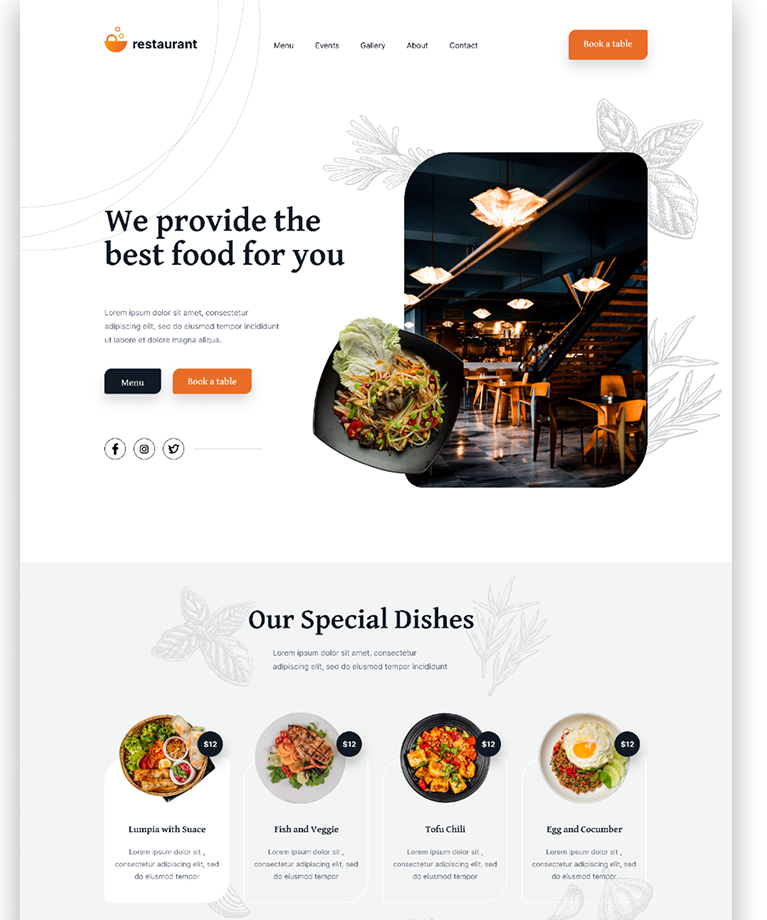 restaurant
Menu
Events
Gallery
About
Contact
Book a table
We provide the
best food for you
Lorem ipsum dolor sit amet, consectetur
adipiscing elit, sed do eiusmod tempor incididunt
ut labore et dolore magna aliqua.
Menu
Book a table
Our Special Dishes
Lorem ipsum dolor sit amet, consectetur
adipiscing elit, sed do eiusmod tempor incididunt
$12
Lumpia with Suace
Lorem ipsum dolor sit ,
consectetur adipiscing elit, sed
do eiusmod tempor
$12
Fish and Veggie
Lorem ipsum dolor sit ,
consectetur adipiscing elit, sed
do eiusmod tempor
$12
Tofu Chili
Lorem ipsum dolor sit ,
consectetur adipiscing elit, sed
do eiusmod tempor
$12
Egg and Cocumber
Lorem ipsum dolor sit ,
consectetur adipiscing elit, sed
do eiusmod tempor